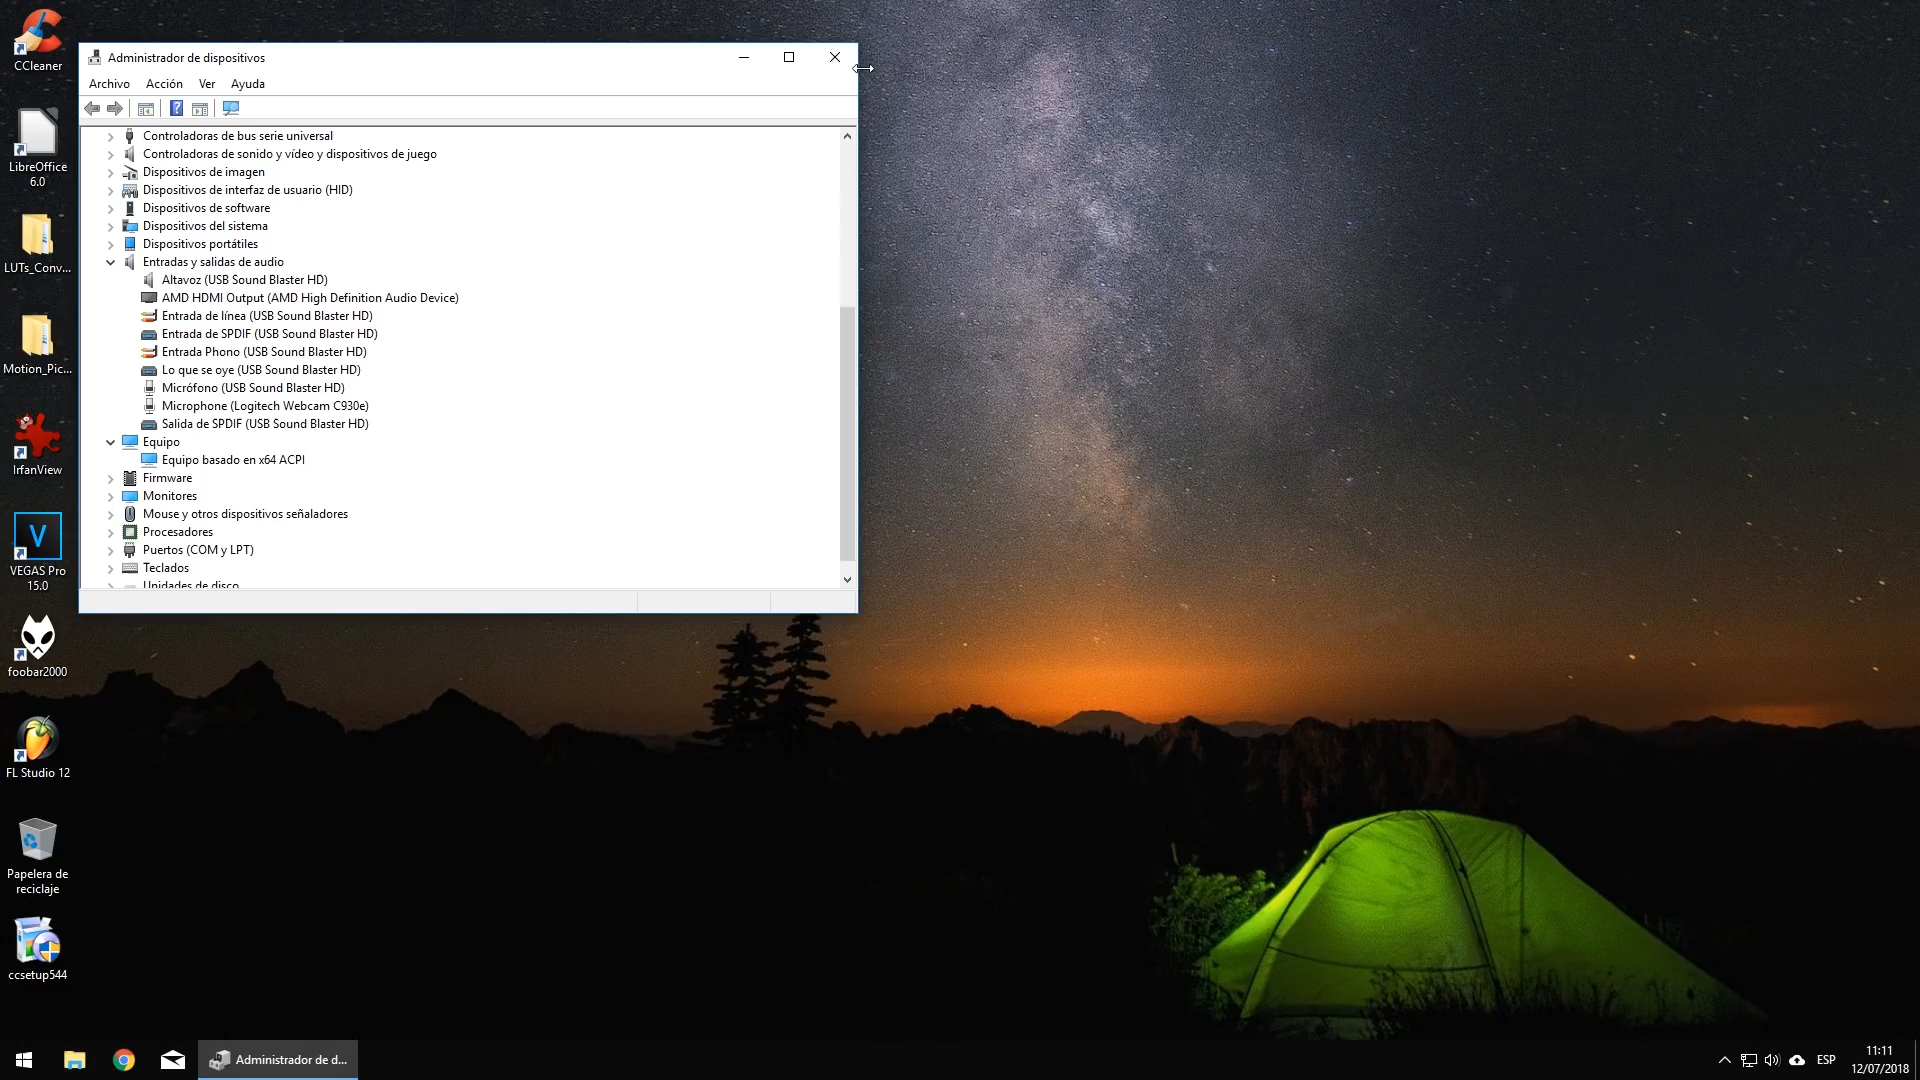 CCleaner
LibreOffice
6.0
LUTs_Conv...
Motion_Pic...
IrfanView
V
VEGAS Pro
15.0
foobar2000
FL Studio 12
Papelera de
reciclaje
ccsetup544
Administrador de dispositivos
Archivo Acción Ver Ayuda
?
Controladoras de bus serie universal
Controladoras de sonido y vídeo y dispositivos de juego
Dispositivos de imagen
Dispositivos de interfaz de usuario (HID)
Dispositivos de software
Dispositivos del sistema
Dispositivos portátiles
Entradas y salidas de audio
Altavoz (USB Sound Blaster HD)
AMD HDMI Output (AMD High Definition Audio Device)
Entrada de línea (USB Sound Blaster HD)
Entrada de SPDIF (USB Sound Blaster HD)
Entrada Phono (USB Sound Blaster HD)
Lo que se oye (USB Sound Blaster HD)
Micrófono (USB Sound Blaster HD)
Microphone (Logitech Webcam C930e)
Salida de SPDIF (USB Sound Blaster HD)
Equipo
Equipo basado en x64 ACPI
Firmware
Monitores
Mouse y otros dispositivos señaladores
Procesadores
Puertos (COM y LPT)
Teclados
Unidades de disco
Administrador de d...
ESP
11:11
12/07/2018